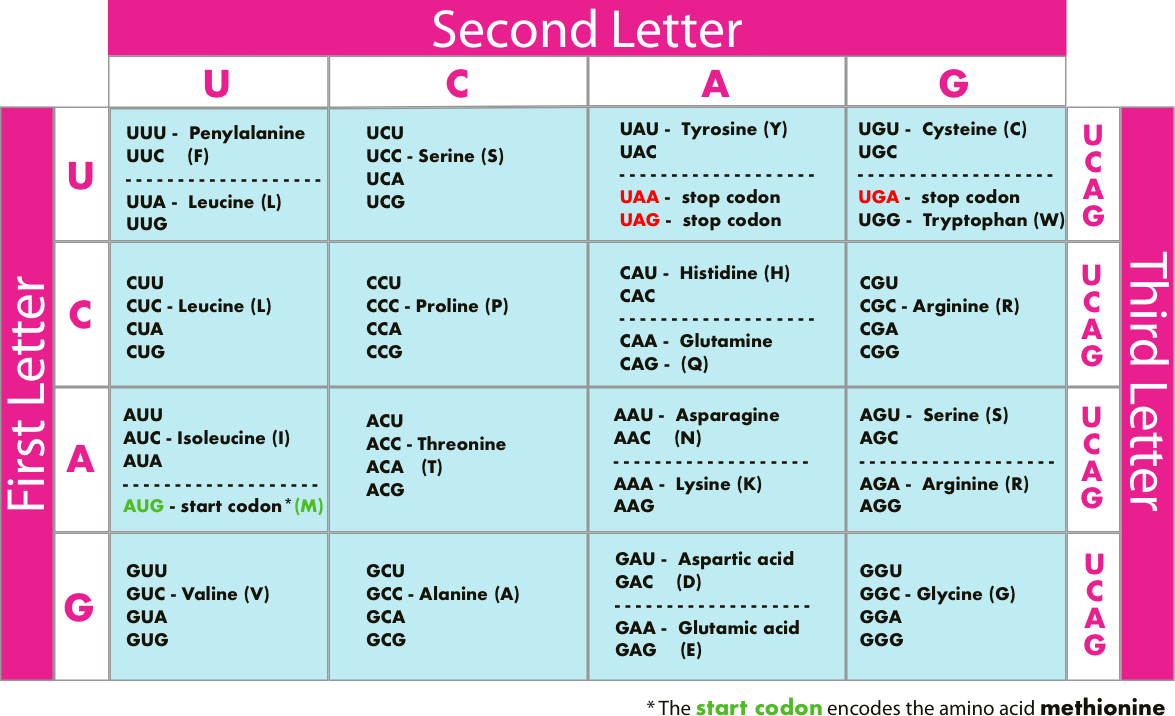 Second Letter
U C A G
First Letter
Third Letter
U
UUU - Penylalanine
UUC (F)
UUA - Leucine (L)
UUG
UCU
UCC - Serine (S)
UCA
UCG
UAU - Tyrosine (Y)
UAC
UAA - stop codon
UAG - stop codon
UGU - Cysteine (C)
UGC
UGA - stop codon
UGG - Tryptophan (W)
U
C
A
G
C
CUU
CUC - Leucine (L)
CUA
CUG
CCU
CCC - Proline (P)
CCA
CCG
CAU - Histidine (H)
CAC
CAA - Glutamine
CAG - (Q)
CGU
CGC - Arginine (R)
CGA
CGG
U
C
A
G
A
AUU
AUC - Isoleucine (I)
AUA
AUG - start codon* (M)
ACU
ACC - Threonine
ACA (T)
ACG
AAU - Asparagine
AAC (N)
AAA - Lysine (K)
AAG
AGU - Serine (S)
AGC
AGA - Arginine (R)
AGG
U
C
A
G
G
GUU
GUC - Valine (V)
GUA
GUG
GCU
GCC - Alanine (A)
GCA
GCG
GAU - Aspartic acid
GAC (D)
GAA - Glutamic acid
GAG (E)
GGU
GGC - Glycine (G)
GGA
GGG
U
C
A
G
* The start codon encodes the amino acid methionine